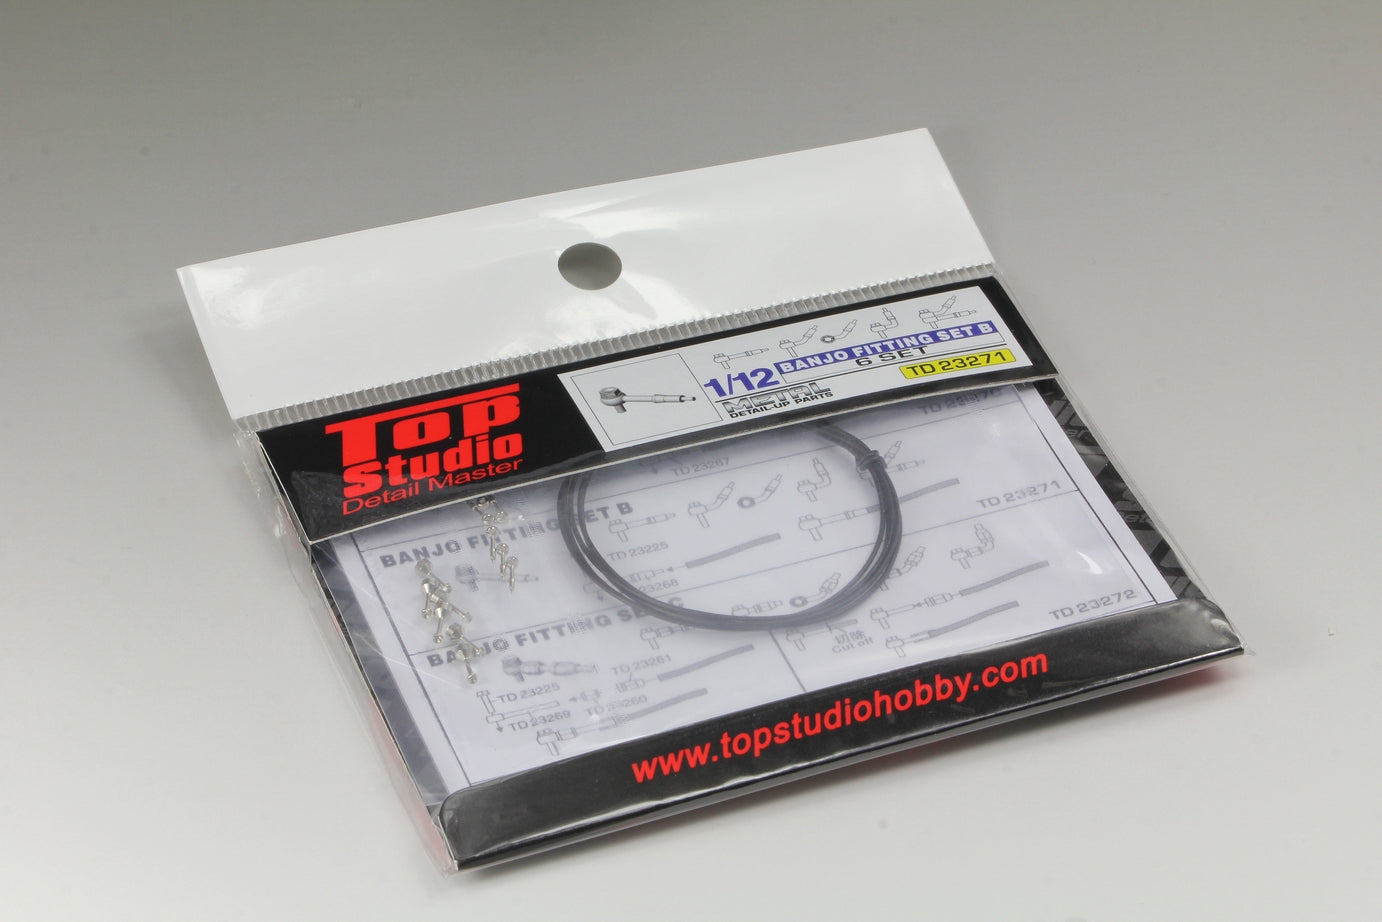 Top
Studio
Detail Master
1/12
BANJO FITTING SET B
6 SET
METAL
DETAIL-UP PARTS
TD 23271
TD 23267
TD 23271
BANJO FITTING SET B
TD 23225
23268
TD 23272
BANJO FITTING SET C
切除
Cut off
TD 23261
TD 23225
TD 23260
TD 23269
www.topstudiohobby.com